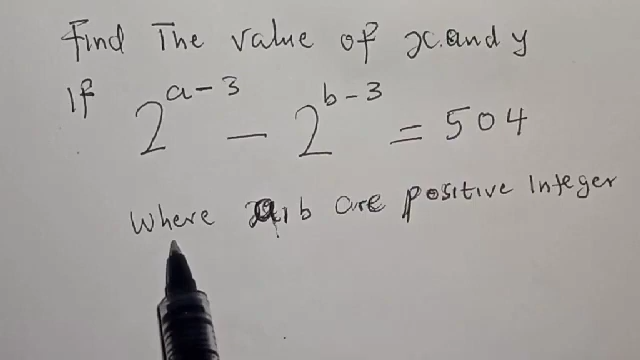 Find The value of x.and y
If 2^{a-3} - 2^{b-3} = 504
Where a, b are positive Integer